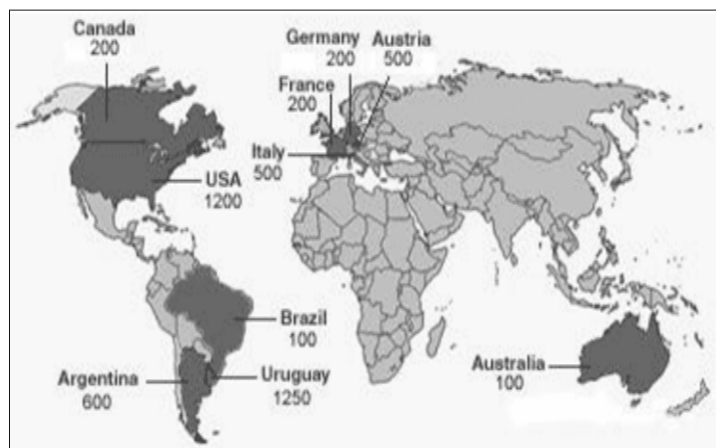 Canada
200
Germany
200
Austria
500
France
200
Italy
500
USA
1200
Brazil
100
Argentina
600
Uruguay
1250
Australia
100